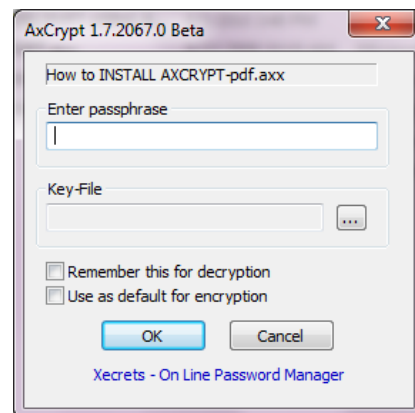 AxCrypt 1.7.2067.0 Beta
How to INSTALL AXCRYPT-pdf.axx
Enter passphrase
Key-File
...
Remember this for decryption
Use as default for encryption
OK Cancel
Xecrets - On Line Password Manager